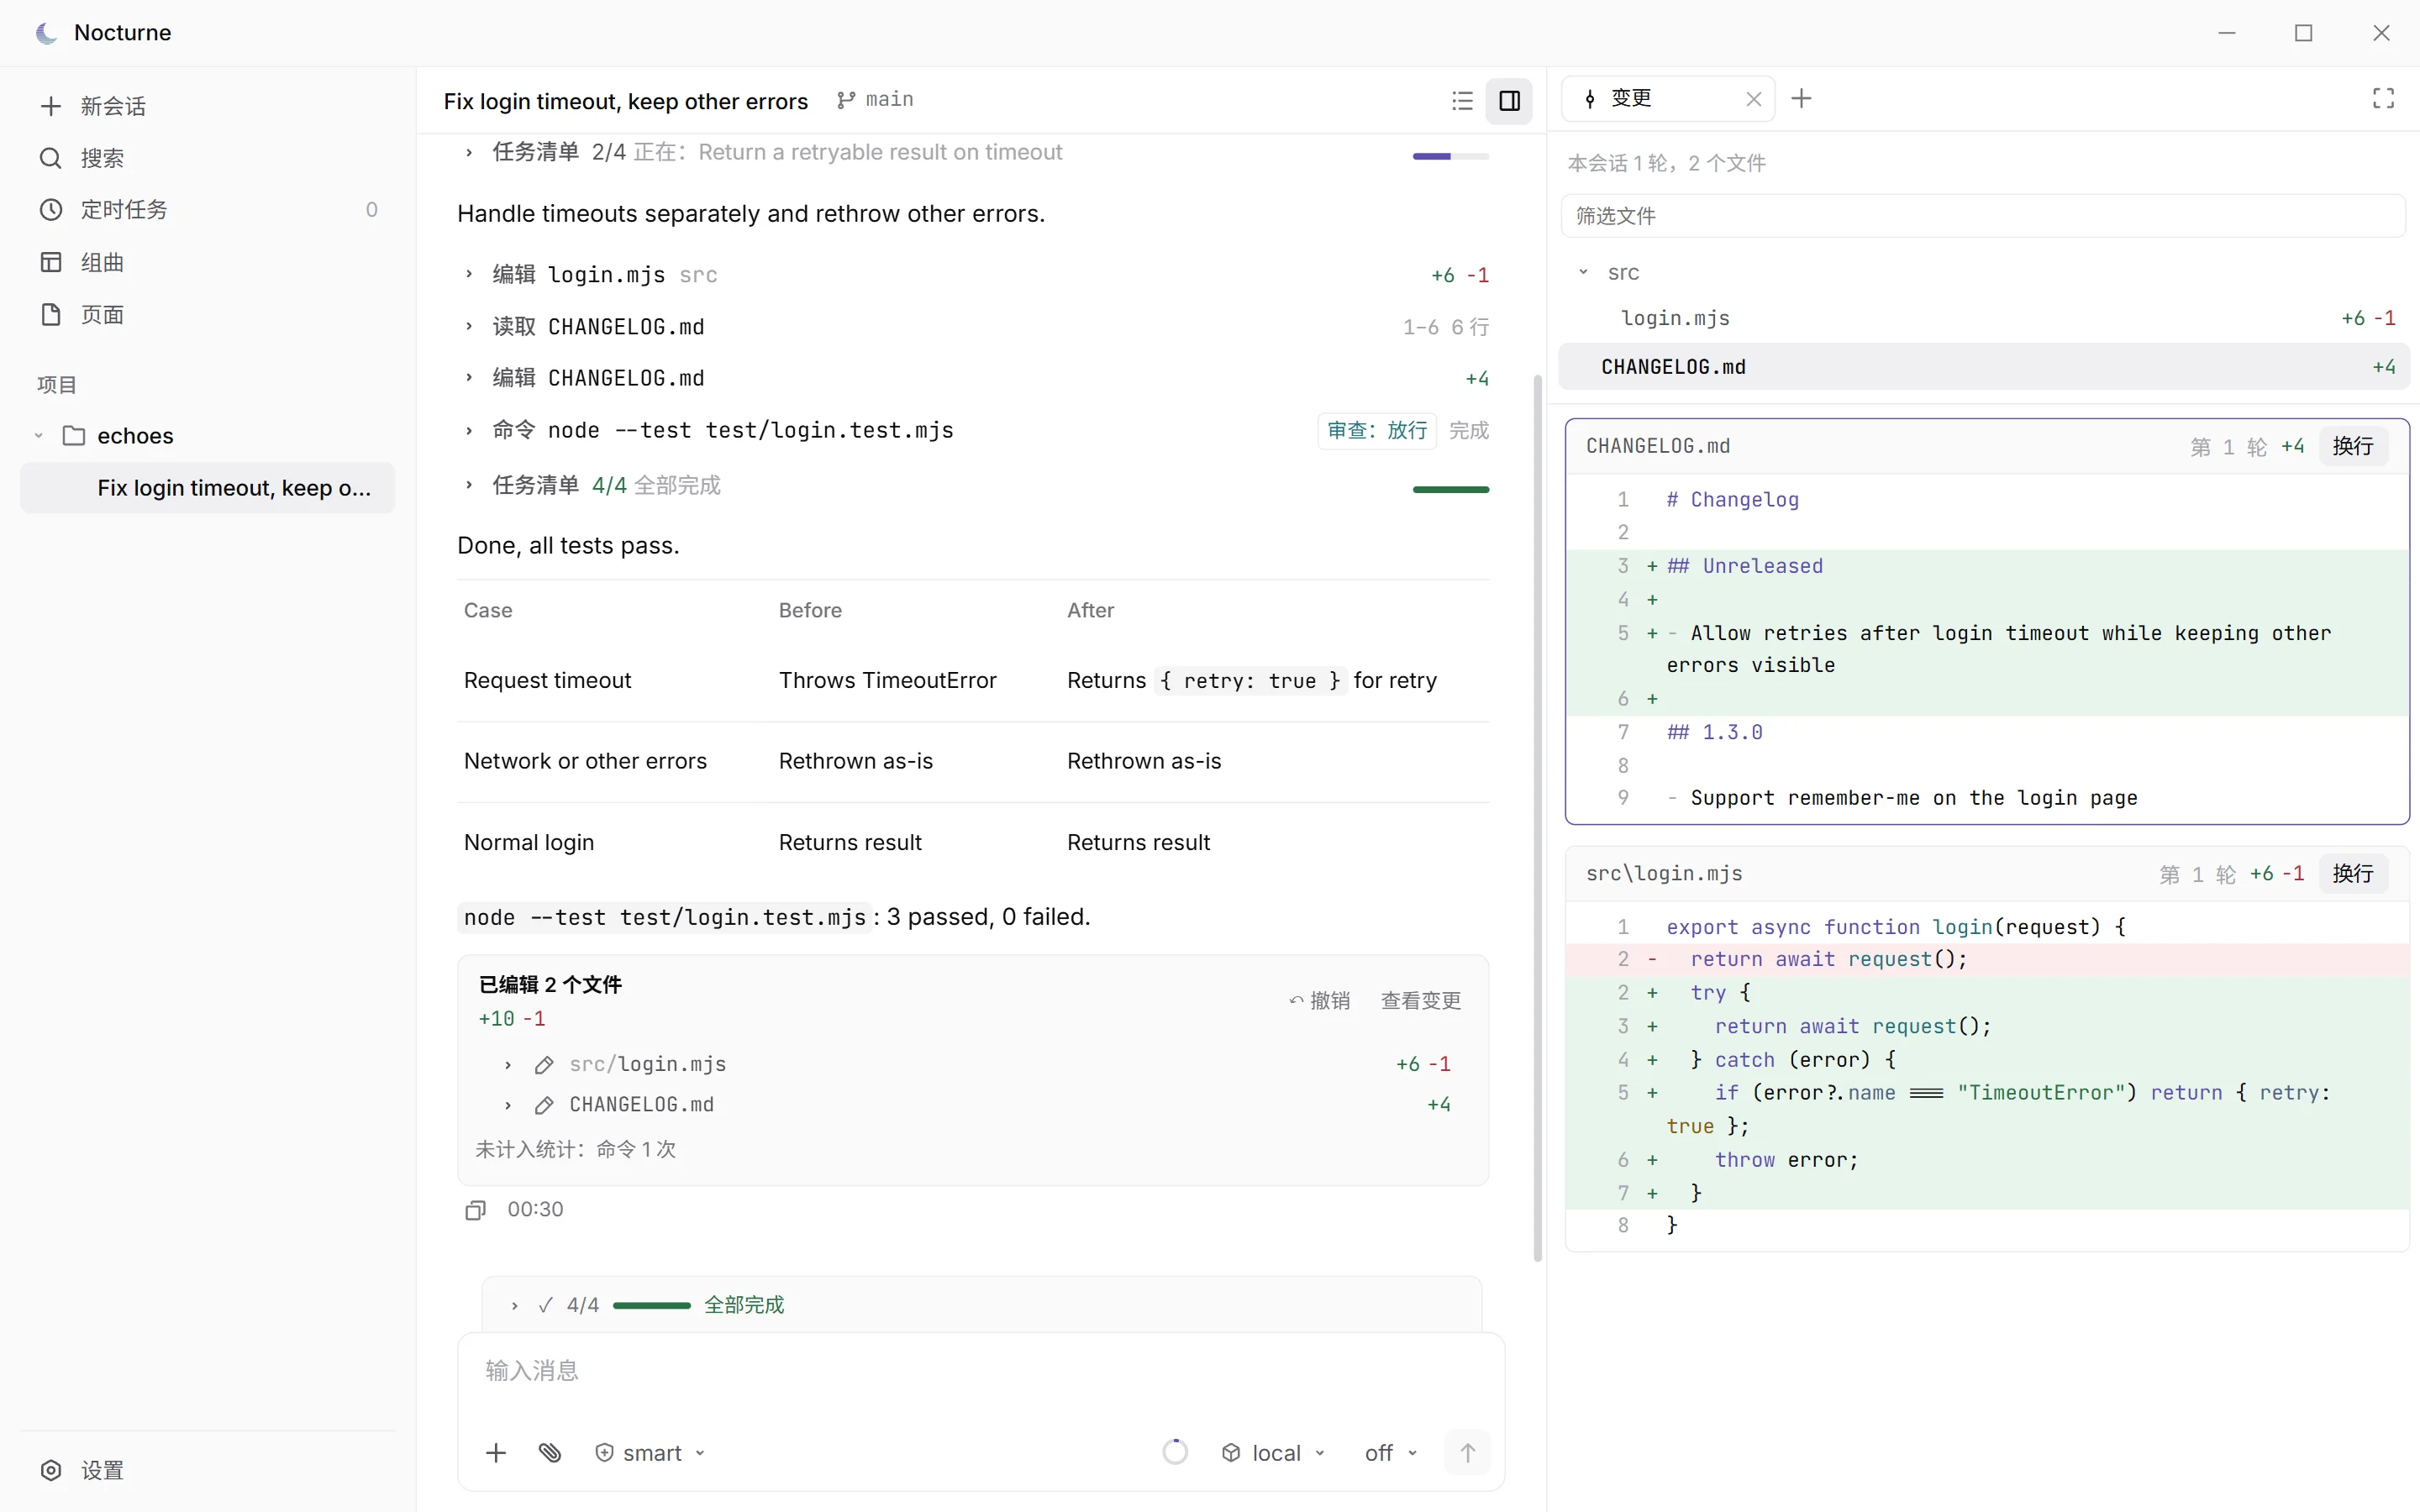 Nocturne
新会话
搜索
定时任务 0
组曲
页面
项目
echoes
Fix login timeout, keep o...
设置
Fix login timeout, keep other errors main
任务清单 2/4 正在：Return a retryable result on timeout
Handle timeouts separately and rethrow other errors.
编辑 login.mjs src +6 -1
读取 CHANGELOG.md 1–6 6 行
编辑 CHANGELOG.md +4
命令 node --test test/login.test.mjs 审查：放行 完成
任务清单 4/4 全部完成
Done, all tests pass.
Case Before After
Request timeout Throws TimeoutError Returns { retry: true } for retry
Network or other errors Rethrown as-is Rethrown as-is
Normal login Returns result Returns result
node --test test/login.test.mjs: 3 passed, 0 failed.
已编辑 2 个文件
+10 -1
撤销 查看变更
src/login.mjs +6 -1
CHANGELOG.md +4
未计入统计：命令 1 次
00:30
4/4 全部完成
输入消息
smart local off
变更
本会话 1 轮，2 个文件
筛选文件
src
login.mjs +6 -1
CHANGELOG.md +4
CHANGELOG.md 第 1 轮 +4 换行
1 # Changelog
2
3 + ## Unreleased
4 +
5 + - Allow retries after login timeout while keeping other
errors visible
6 +
7 ## 1.3.0
8
9 - Support remember-me on the login page
src\login.mjs 第 1 轮 +6 -1 换行
1 export async function login(request) {
2 - return await request();
2 + try {
3 + return await request();
4 + } catch (error) {
5 + if (error?.name === "TimeoutError") return { retry:
true };
6 + throw error;
7 + }
8 }